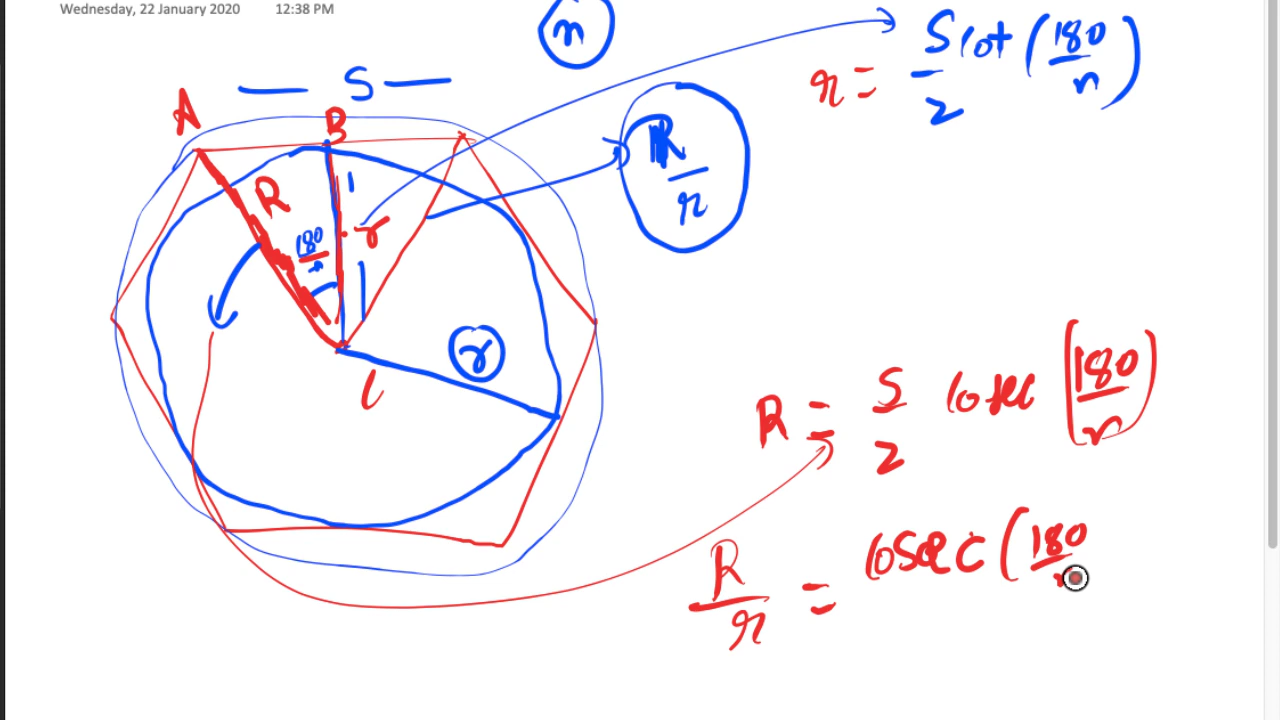 Wednesday, 22 January 2020 12:38 PM
n
r = S/2 cot (180/n)
S
A
B
R/r
R
180/n
r
r
C
R = S/2 cosec (180/n)
R/r = cosec (180